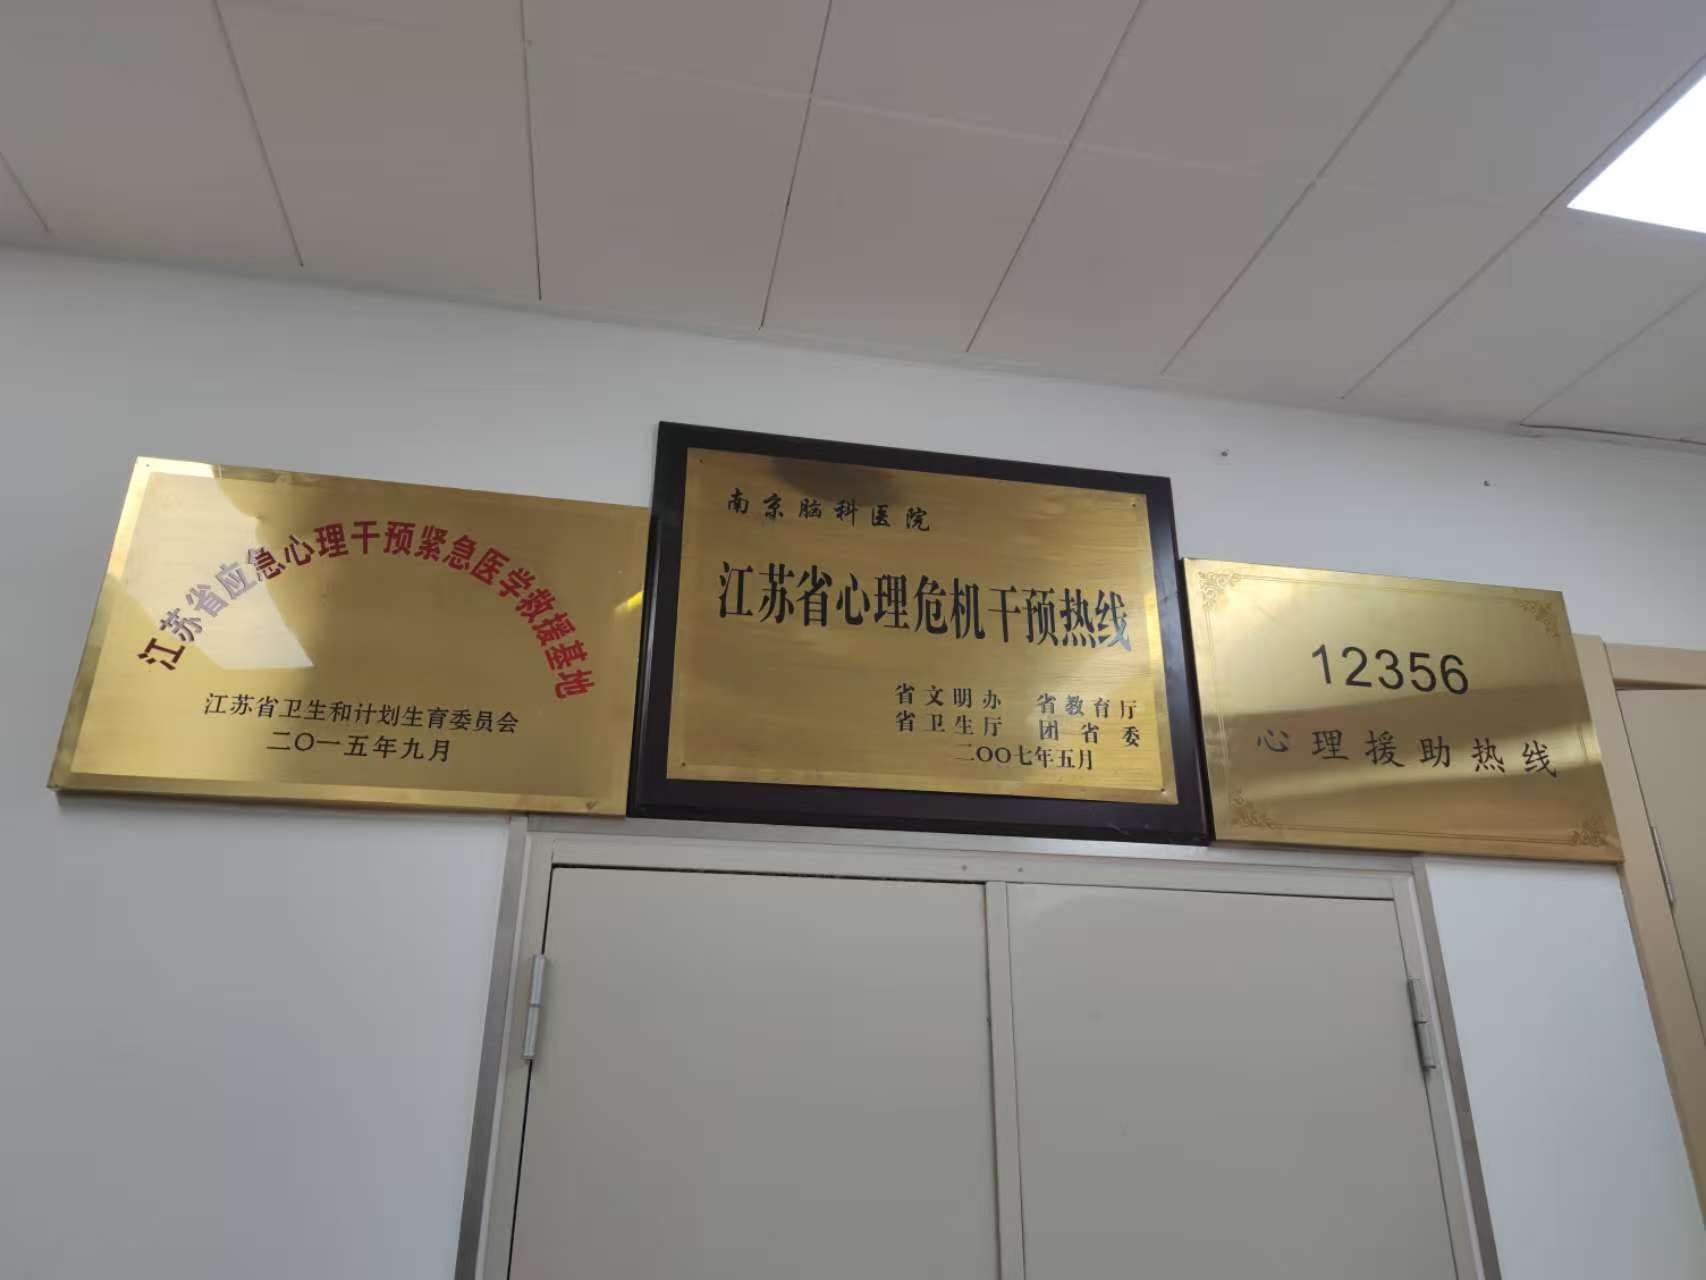 江苏省应急心理干预紧急医学救援基地
江苏省卫生和计划生育委员会
二〇一五年九月
南京脑科医院
江苏省心理危机干预热线
省文明办 省教育厅
省卫生厅 团省委
二〇〇七年五月
12356
心理援助热线